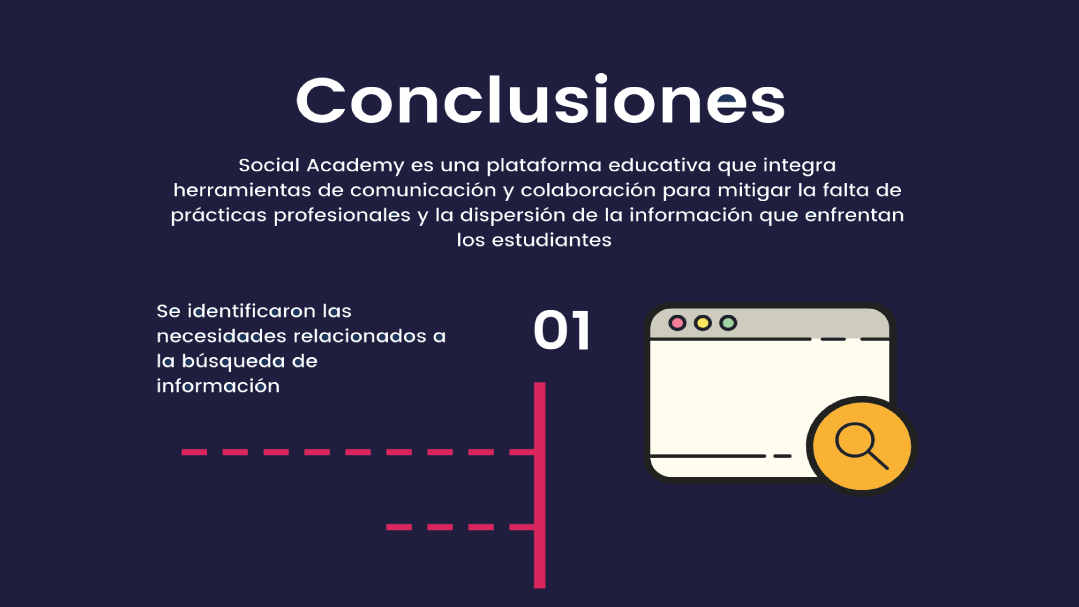 Conclusiones
Social Academy es una plataforma educativa que integra
herramientas de comunicación y colaboración para mitigar la falta de
prácticas profesionales y la dispersión de la información que enfrentan
los estudiantes
Se identificaron las
necesidades relacionados a
la búsqueda de
información
01